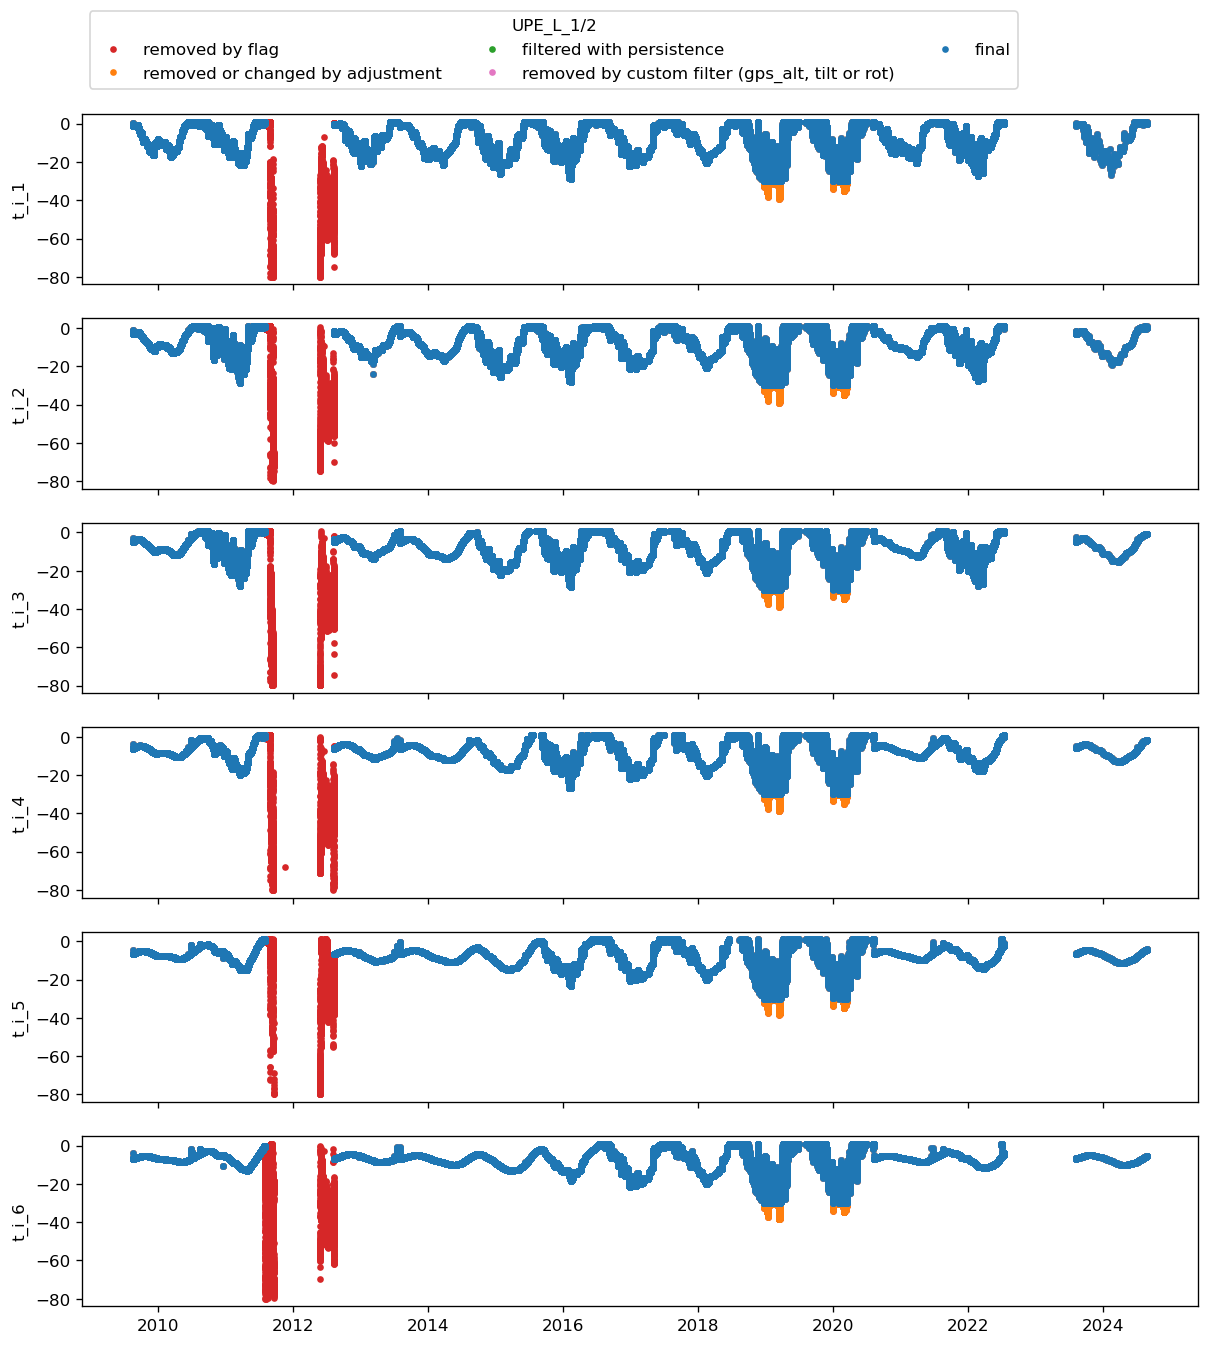 UPE_L_1/2
removed by flag
filtered with persistence
final
removed or changed by adjustment
removed by custom filter (gps_alt, tilt or rot)
0
−20
−40
−60
−80
t_i_1
0
−20
−40
−60
−80
t_i_2
0
−20
−40
−60
−80
t_i_3
0
−20
−40
−60
−80
t_i_4
0
−20
−40
−60
−80
t_i_5
0
−20
−40
−60
−80
t_i_6
2010 2012 2014 2016 2018 2020 2022 2024